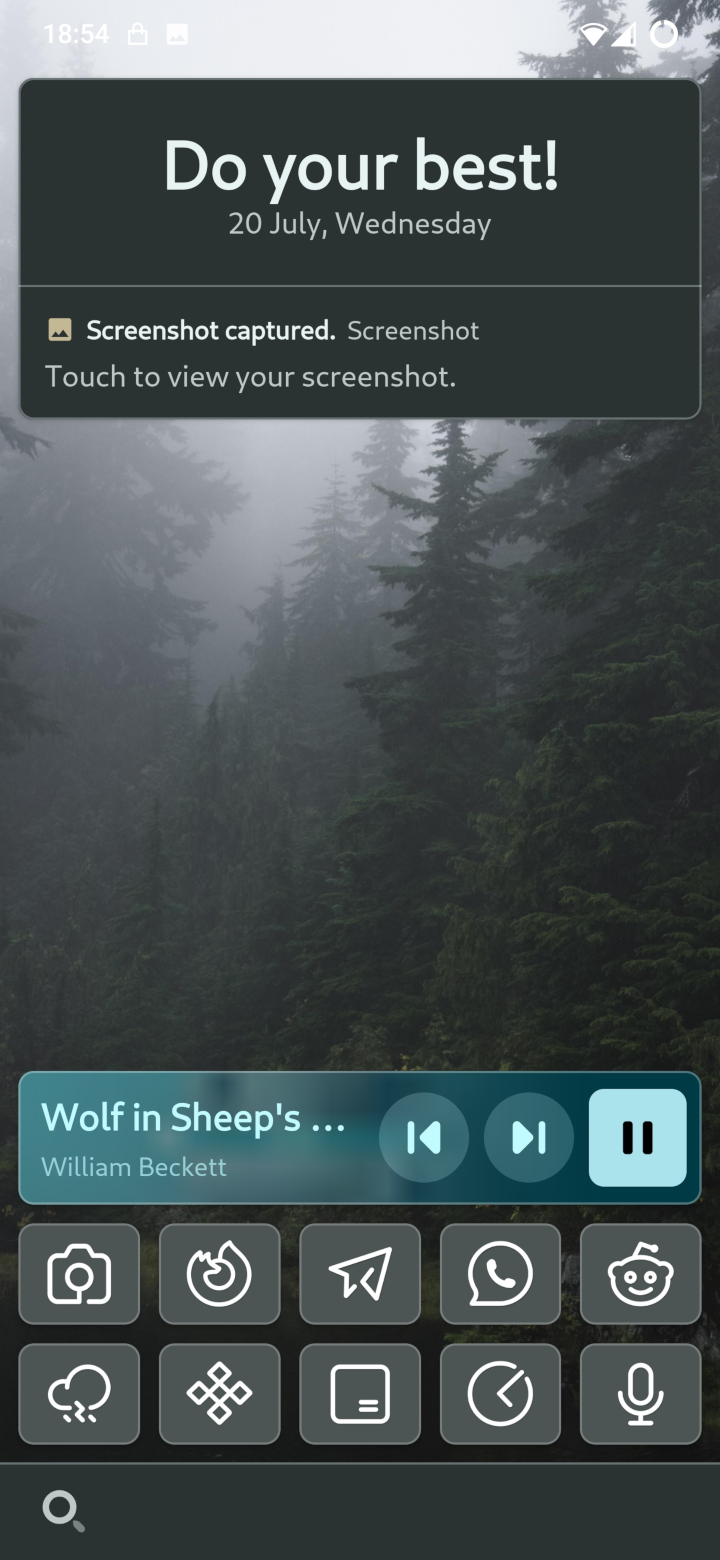 18:54
Do your best!
20 July, Wednesday
Screenshot captured. Screenshot
Touch to view your screenshot.
Wolf in Sheep's ...
William Beckett